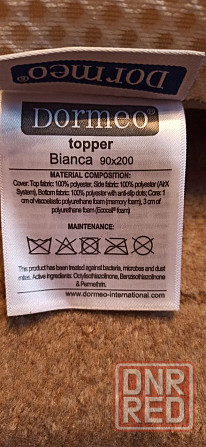 Dormeo®
Dormeo®
topper
Bianca 90x200
MATERIAL COMPOSITION:
Cover: Top fabric: 100% polyester, Side fabric: 100% polyester (AirX
System), Bottom fabric: 100% polyester with anti-slip dots; Core: 1
cm of viscoelastic polyurethane foam (memory foam), 3 cm of
polyurethane foam (Ecocell foam)
MAINTENANCE:
This product has been treated against bacteria, microbes and dust
mites. Active ingredients: Octylisothiazolinone, Benzisothiazolinone
& Permethrin.
www.dormeo-international.com
DNR
RED